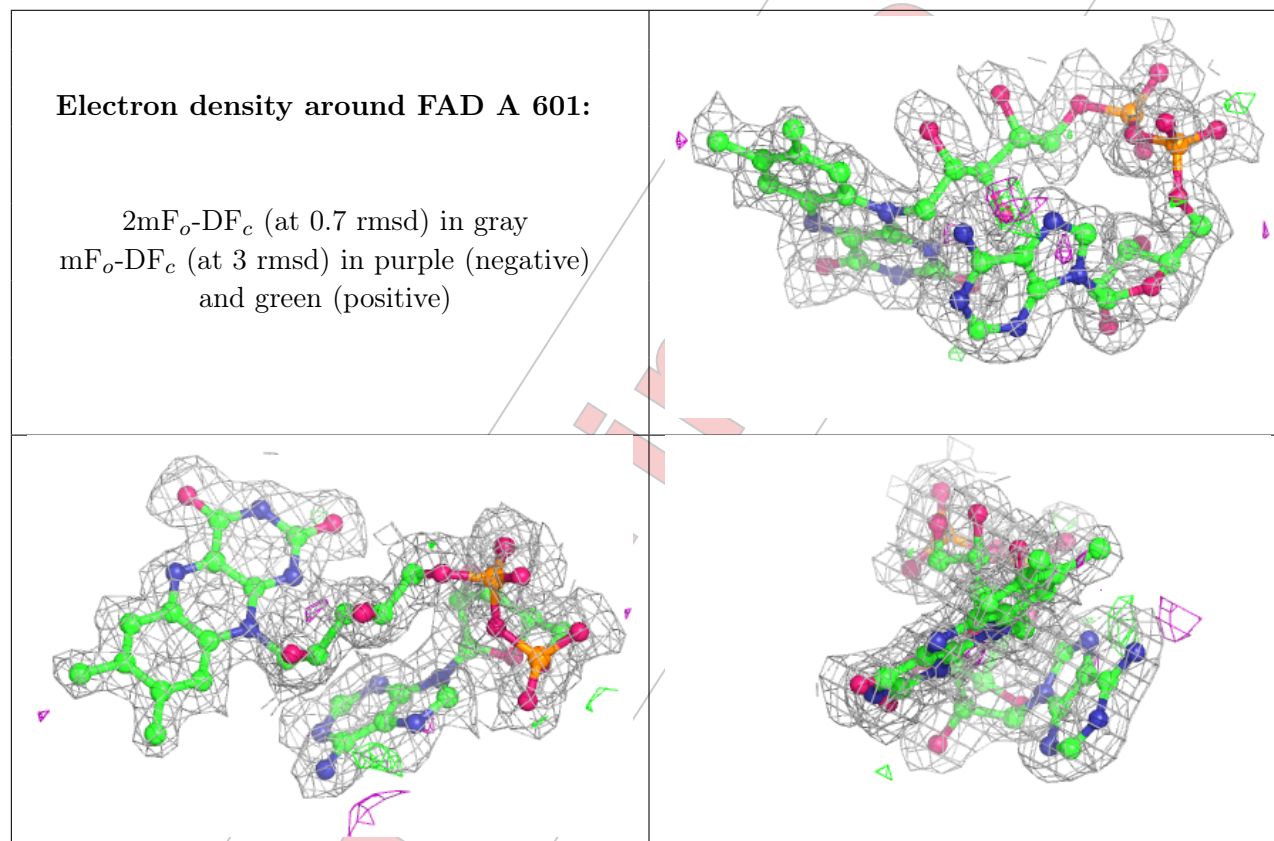 Electron density around FAD A 601:
2mFo-DFc (at 0.7 rmsd) in gray
mFo-DFc (at 3 rmsd) in purple (negative)
and green (positive)